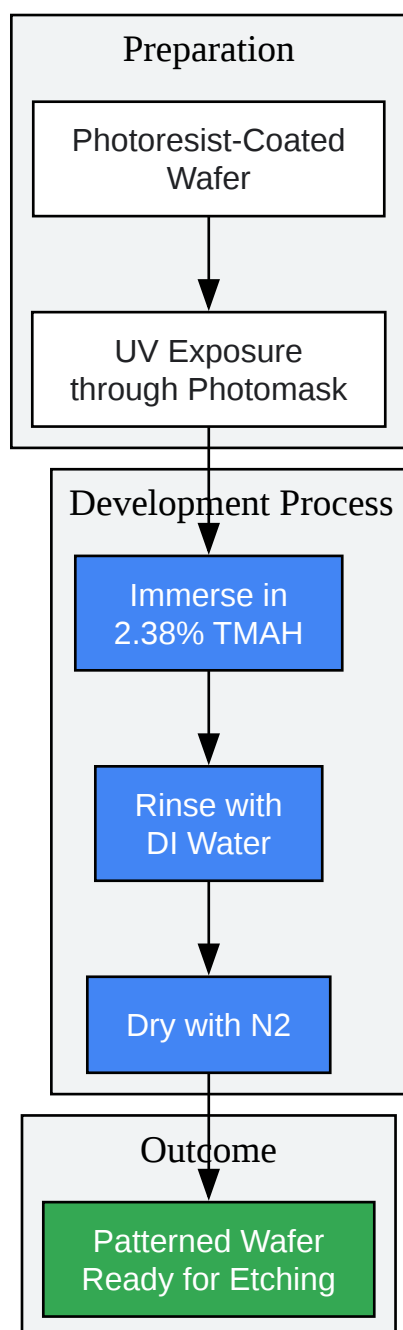 Preparation
Photoresist-Coated
Wafer
UV Exposure
through Photomask
Development Process
Immerse in
2.38% TMAH
Rinse with
DI Water
Dry with N2
Outcome
Patterned Wafer
Ready for Etching